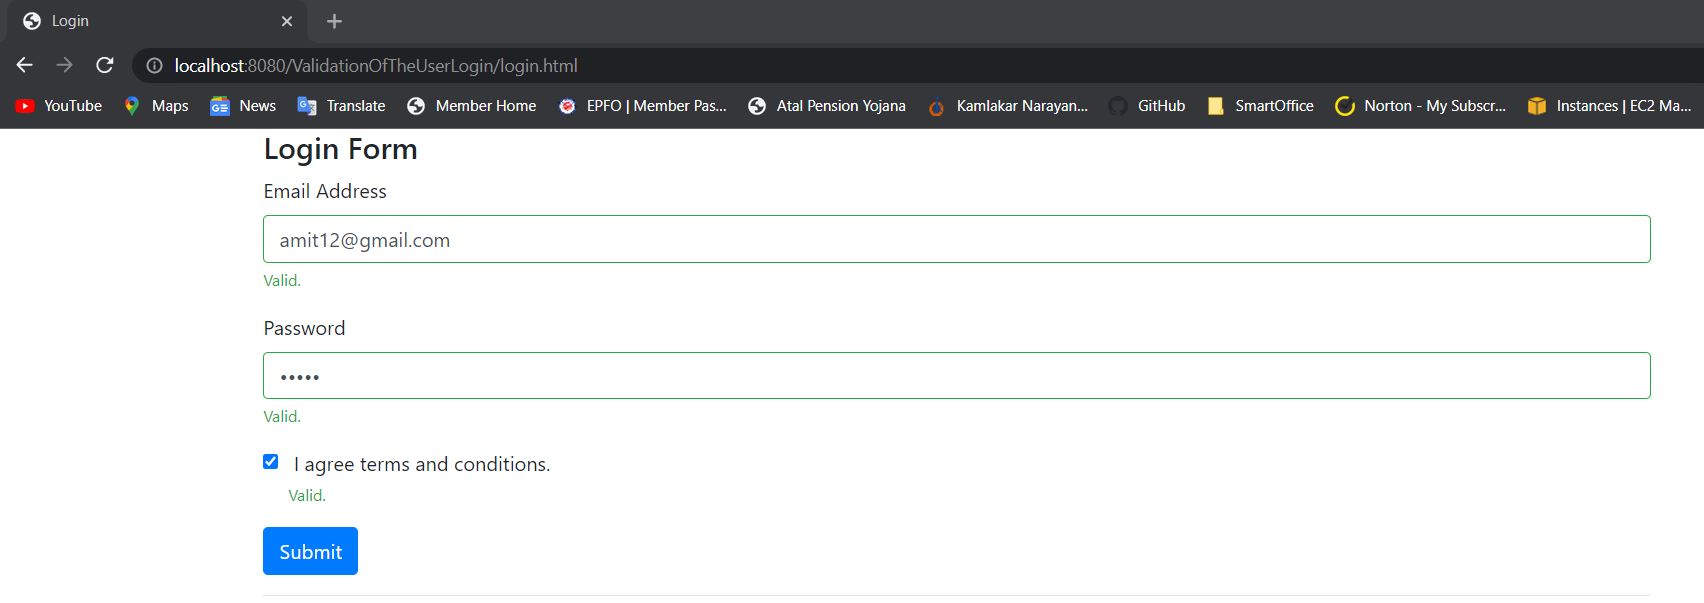 Login
localhost:8080/ValidationOfTheUserLogin/login.html
YouTube Maps News Translate Member Home EPFO | Member Pas... Atal Pension Yojana Kamlakar Narayan... GitHub SmartOffice Norton - My Subscr... Instances | EC2 Ma...
Login Form
Email Address
amit12@gmail.com
Valid.
Password
•••••
Valid.
I agree terms and conditions.
Valid.
Submit